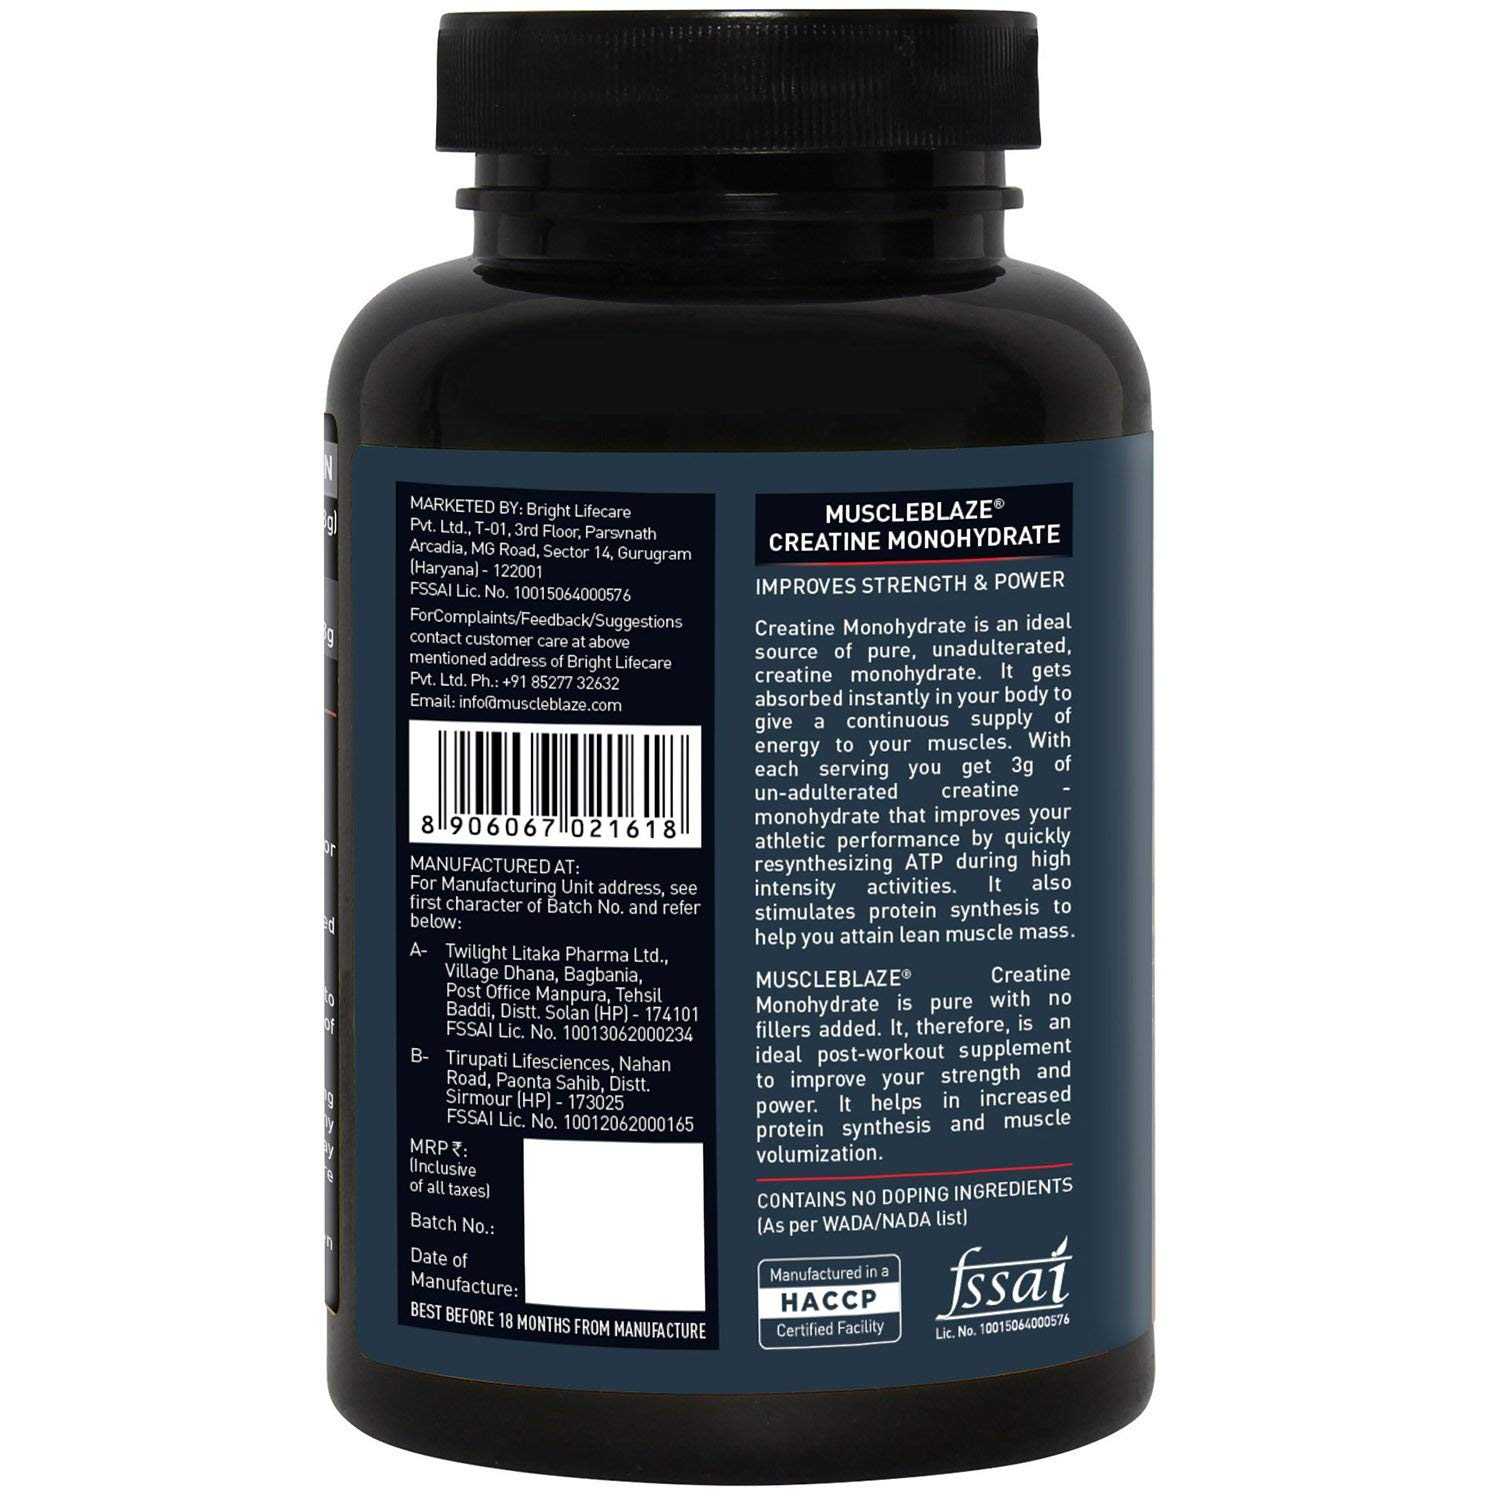 N
8g)
8g
or
ed
to
of
ng
ny
ay
re
en
MARKETED BY: Bright Lifecare
Pvt. Ltd., T-01, 3rd Floor, Parsvnath
Arcadia, MG Road, Sector 14, Gurugram
(Haryana) - 122001
FSSAI Lic. No. 10015064000576
ForComplaints/Feedback/Suggestions
contact customer care at above
mentioned address of Bright Lifecare
Pvt. Ltd. Ph.: +91 85277 32632
Email: info@muscleblaze.com
8 906067 021618
MANUFACTURED AT:
For Manufacturing Unit address, see
first character of Batch No. and refer
below:
A- Twilight Litaka Pharma Ltd.,
Village Dhana, Bagbania,
Post Office Manpura, Tehsil
Baddi, Distt. Solan (HP) - 174101
FSSAI Lic. No. 10013062000234
B- Tirupati Lifesciences, Nahan
Road, Paonta Sahib, Distt.
Sirmour (HP) - 173025
FSSAI Lic. No. 10012062000165
MRP ₹:
(Inclusive
of all taxes)
Batch No.:
Date of
Manufacture:
BEST BEFORE 18 MONTHS FROM MANUFACTURE
MUSCLEBLAZE®
CREATINE MONOHYDRATE
IMPROVES STRENGTH & POWER
Creatine Monohydrate is an ideal
source of pure, unadulterated,
creatine monohydrate. It gets
absorbed instantly in your body to
give a continuous supply of
energy to your muscles. With
each serving you get 3g of
un-adulterated creatine -
monohydrate that improves your
athletic performance by quickly
resynthesizing ATP during high
intensity activities. It also
stimulates protein synthesis to
help you attain lean muscle mass.
MUSCLEBLAZE® Creatine
Monohydrate is pure with no
fillers added. It, therefore, is an
ideal post-workout supplement
to improve your strength and
power. It helps in increased
protein synthesis and muscle
volumization.
CONTAINS NO DOPING INGREDIENTS
(As per WADA/NADA list)
Manufactured in a
HACCP
Certified Facility
fssai
Lic. No. 10015064000576